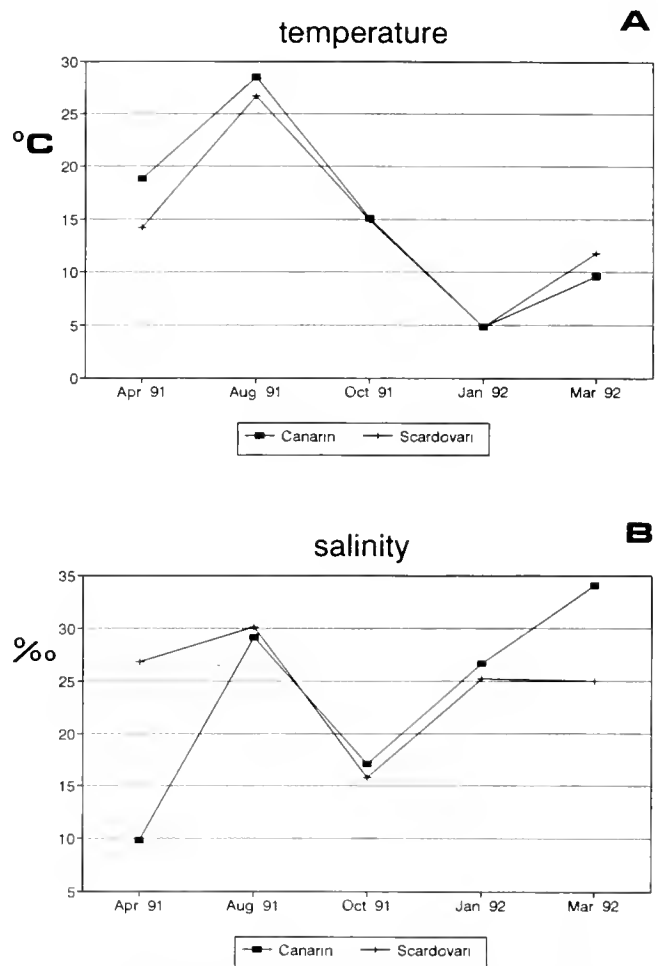 A
temperature
°C
30
25
20
15
10
5
0
Apr 91 Aug 91 Oct 91 Jan 92 Mar 92
Canarin Scardovari
B
salinity
‰
35
30
25
20
15
10
5
Apr 91 Aug 91 Oct 91 Jan 92 Mar 92
Canarin Scardovari